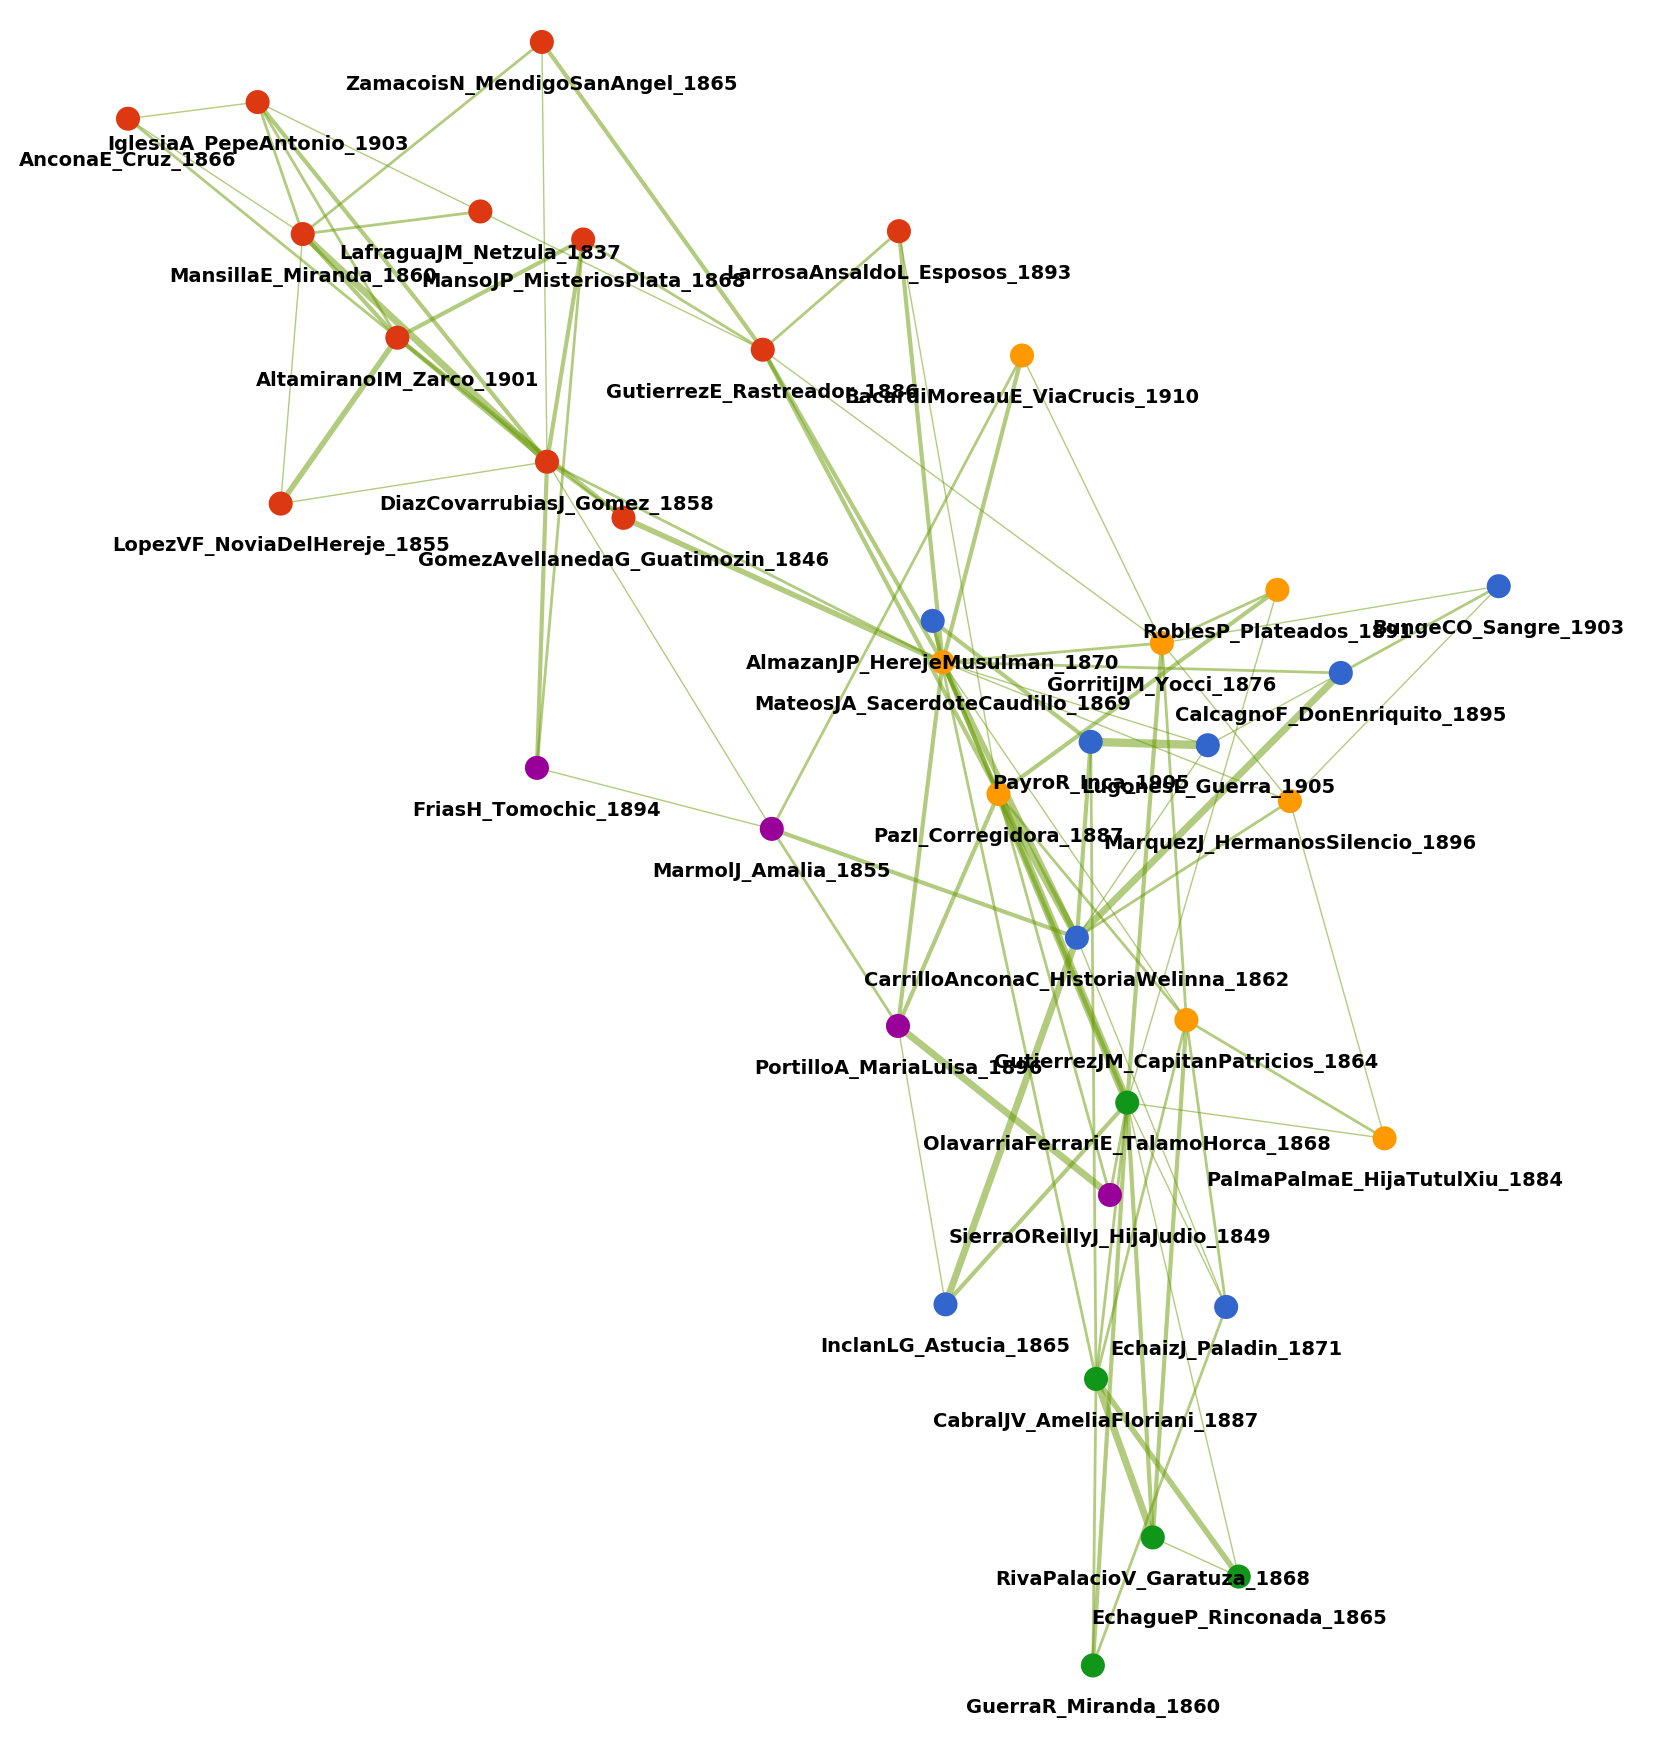 ZamacoisN_MendigoSanAngel_1865
IglesiaA_PepeAntonio_1903
AnconaE_Cruz_1866
LafraguaJM_Netzula_1837
LarrosaAnsaldoL_Esposos_1893
MansillaE_Miranda_1860
MansoJP_MisteriosPlata_1868
AltamiranoIM_Zarco_1901
GutierrezE_Rastreador_1886
BacardiMoreauE_ViaCrucis_1910
DiazCovarrubiasJ_Gomez_1858
LopezVF_NoviaDelHereje_1855
GomezAvellanedaG_Guatimozin_1846
BungeCO_Sangre_1903
RoblesP_Plateados_1891
AlmazanJP_HerejeMusulman_1870
GorritiJM_Yocci_1876
MateosJA_SacerdoteCaudillo_1869
CalcagnoF_DonEnriquito_1895
PayroR_Inca_1905
LugonesL_Guerra_1905
FriasH_Tomochic_1894
PazI_Corregidora_1887
MarquezJ_HermanosSilencio_1896
MarmolJ_Amalia_1855
CarrilloAnconaC_HistoriaWelinna_1862
GutierrezJM_CapitanPatricios_1864
PortilloA_MariaLuisa_1896
OlavarriaFerrariE_TalamoHorca_1868
PalmaPalmaE_HijaTutulXiu_1884
SierraOReillyJ_HijaJudio_1849
InclanLG_Astucia_1865
EchaizJ_Paladin_1871
CabralJV_AmeliaFloriani_1887
RivaPalacioV_Garatuza_1868
EchagueP_Rinconada_1865
GuerraR_Miranda_1860